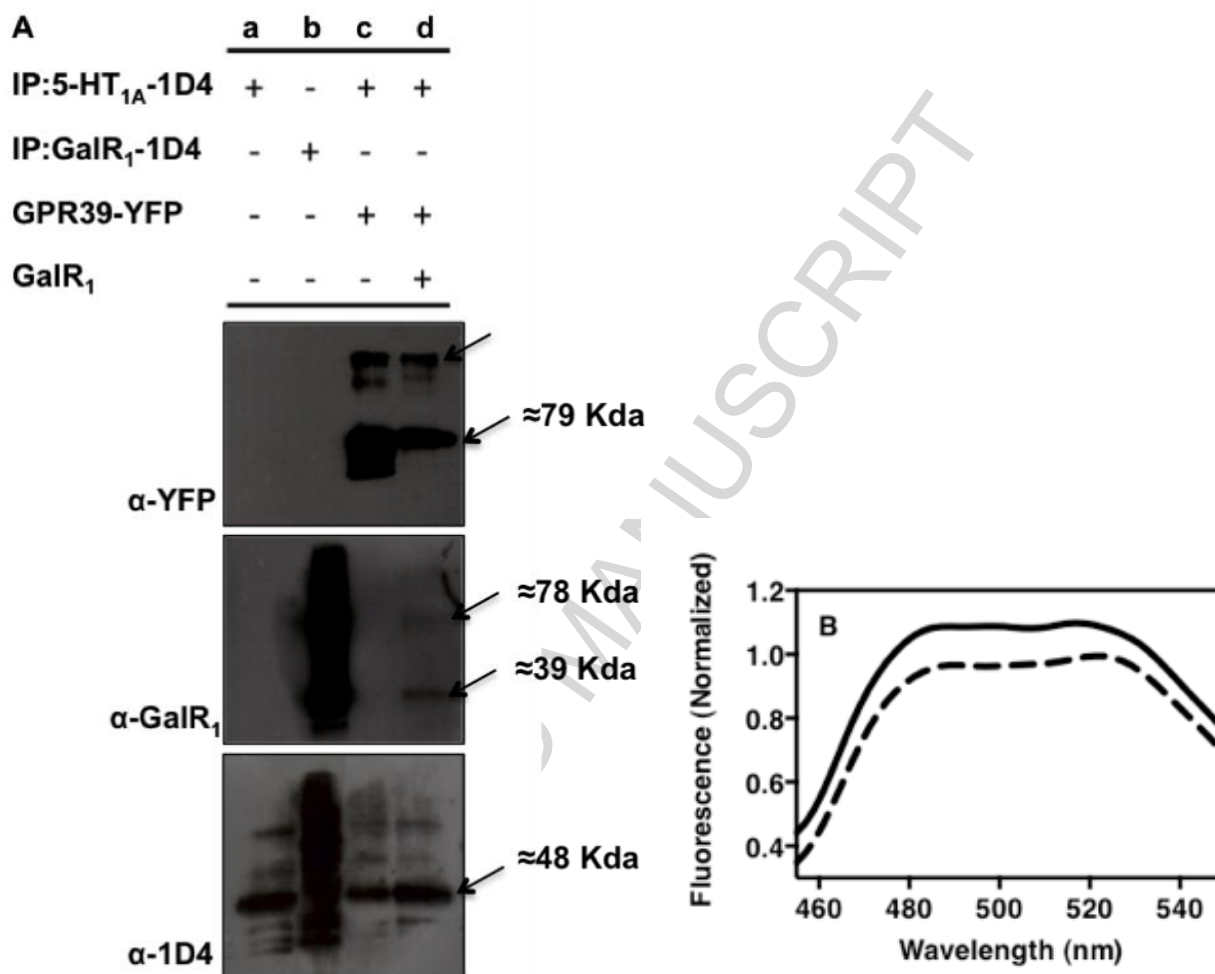 A a b c d
IP:5-HT1A-1D4 + - + +
IP:GalR1-1D4 - + - -
GPR39-YFP - - + +
GalR1 - - - +
≈79 Kda
α-YFP
≈78 Kda
≈39 Kda
α-GalR1
≈48 Kda
α-1D4
MANUSCRIPT
B
Fluorescence (Normalized)
1.2
1.0
0.8
0.6
0.4
460 480 500 520 540
Wavelength (nm)